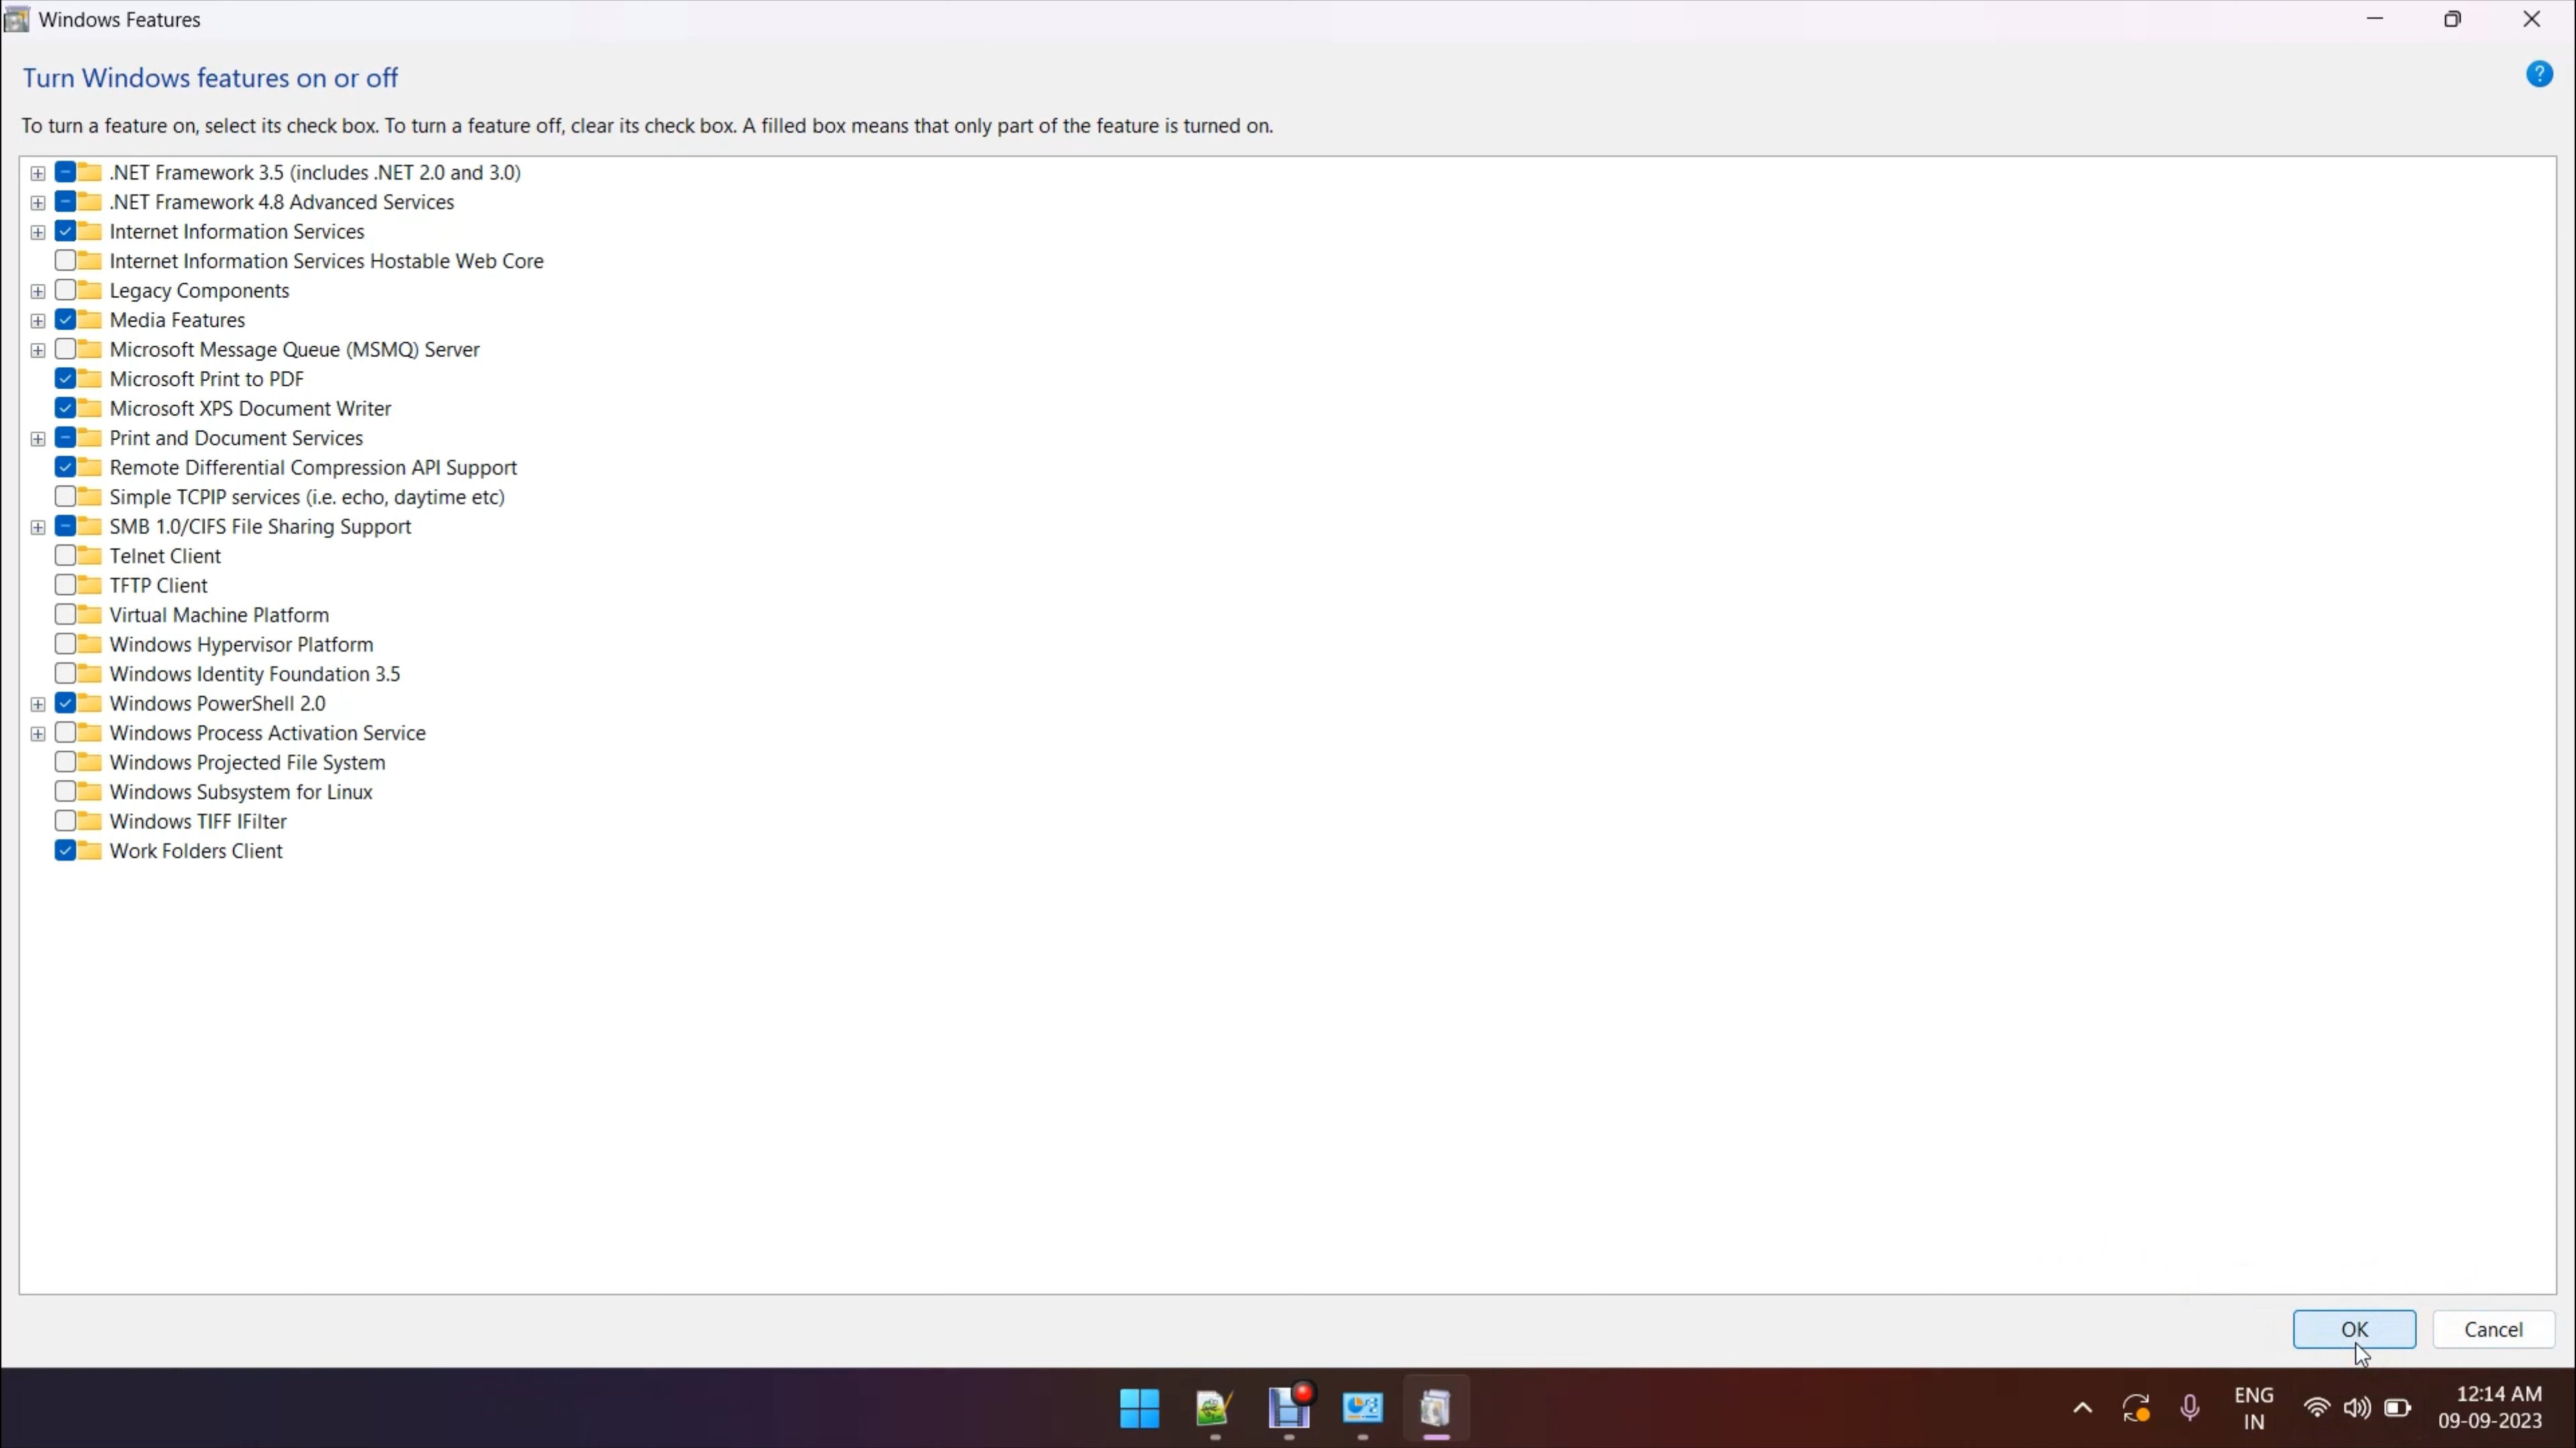 Windows Features
Turn Windows features on or off
?
To turn a feature on, select its check box. To turn a feature off, clear its check box. A filled box means that only part of the feature is turned on.
.NET Framework 3.5 (includes .NET 2.0 and 3.0)
.NET Framework 4.8 Advanced Services
Internet Information Services
Internet Information Services Hostable Web Core
Legacy Components
Media Features
Microsoft Message Queue (MSMQ) Server
Microsoft Print to PDF
Microsoft XPS Document Writer
Print and Document Services
Remote Differential Compression API Support
Simple TCPIP services (i.e. echo, daytime etc)
SMB 1.0/CIFS File Sharing Support
Telnet Client
TFTP Client
Virtual Machine Platform
Windows Hypervisor Platform
Windows Identity Foundation 3.5
Windows PowerShell 2.0
Windows Process Activation Service
Windows Projected File System
Windows Subsystem for Linux
Windows TIFF IFilter
Work Folders Client
OK Cancel
ENG 12:14 AM
IN 09-09-2023